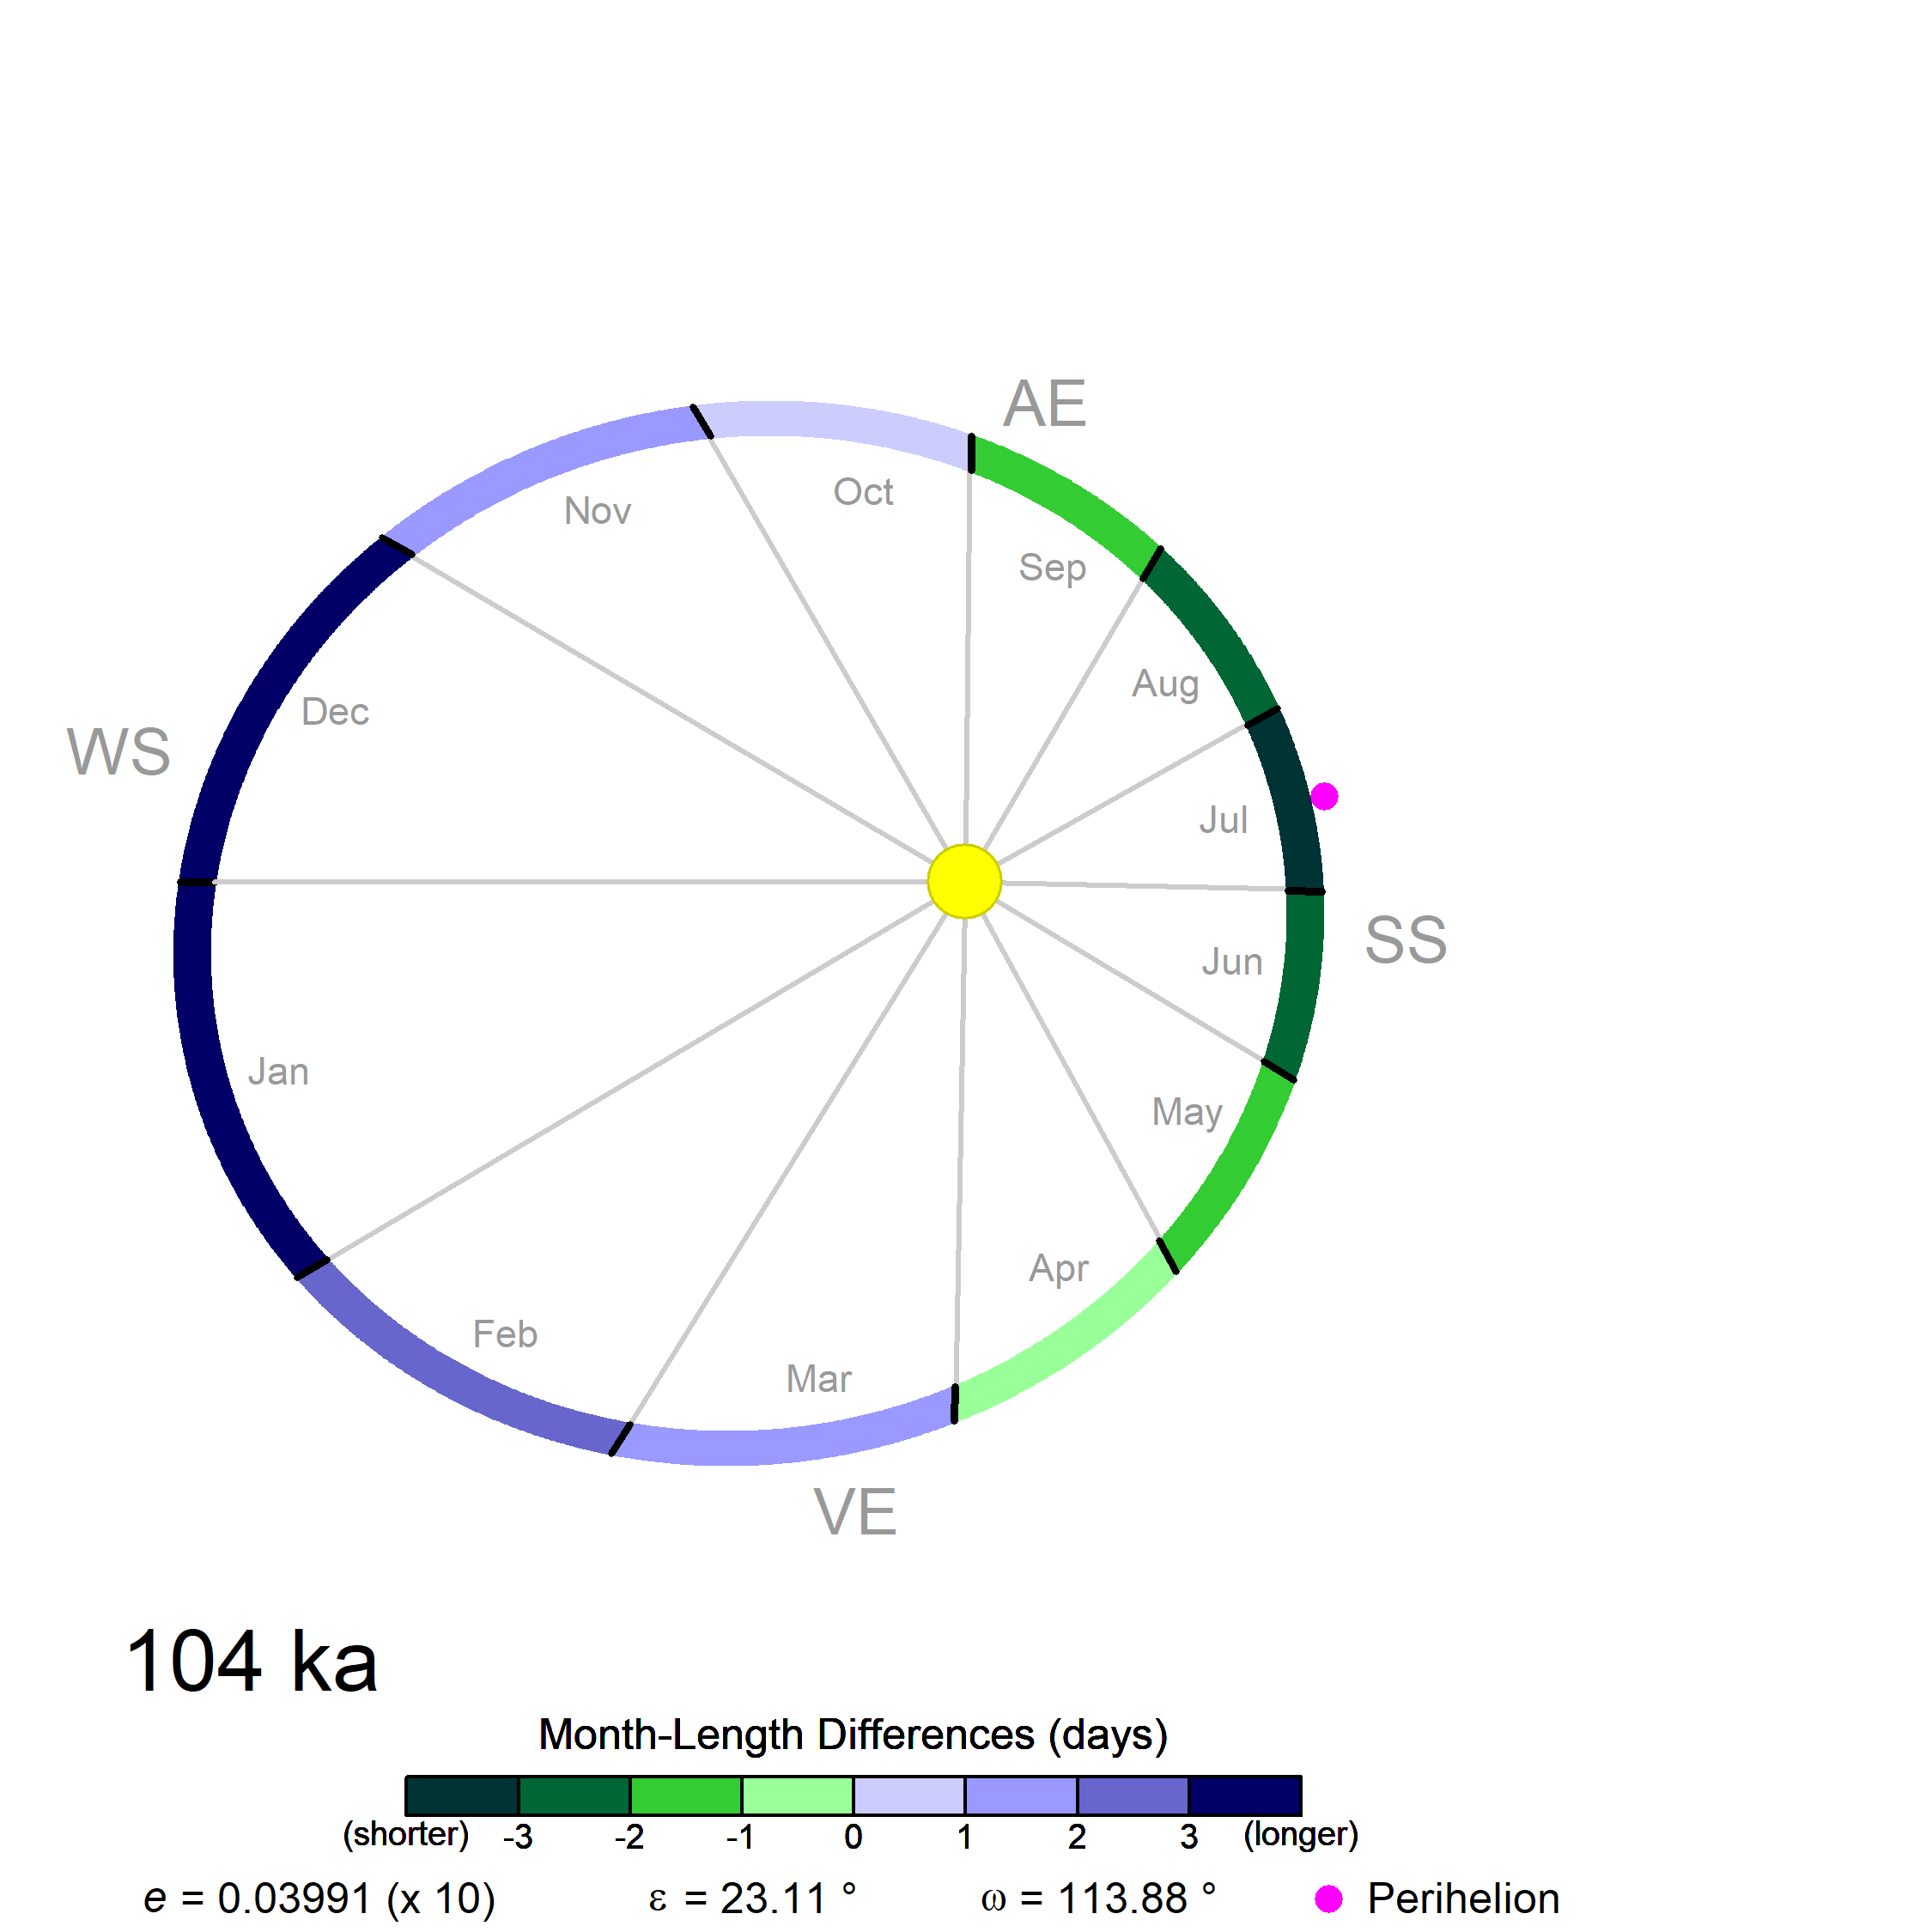 AE
Oct
Nov
Sep
Aug
Dec
WS
Jul
SS
Jun
Jan
May
Apr
Feb
Mar
VE
104 ka
Month-Length Differences (days)
(shorter) -3 -2 -1 0 1 2 3 (longer)
e = 0.03991 (x 10) ε = 23.11 ° ω = 113.88 ° Perihelion